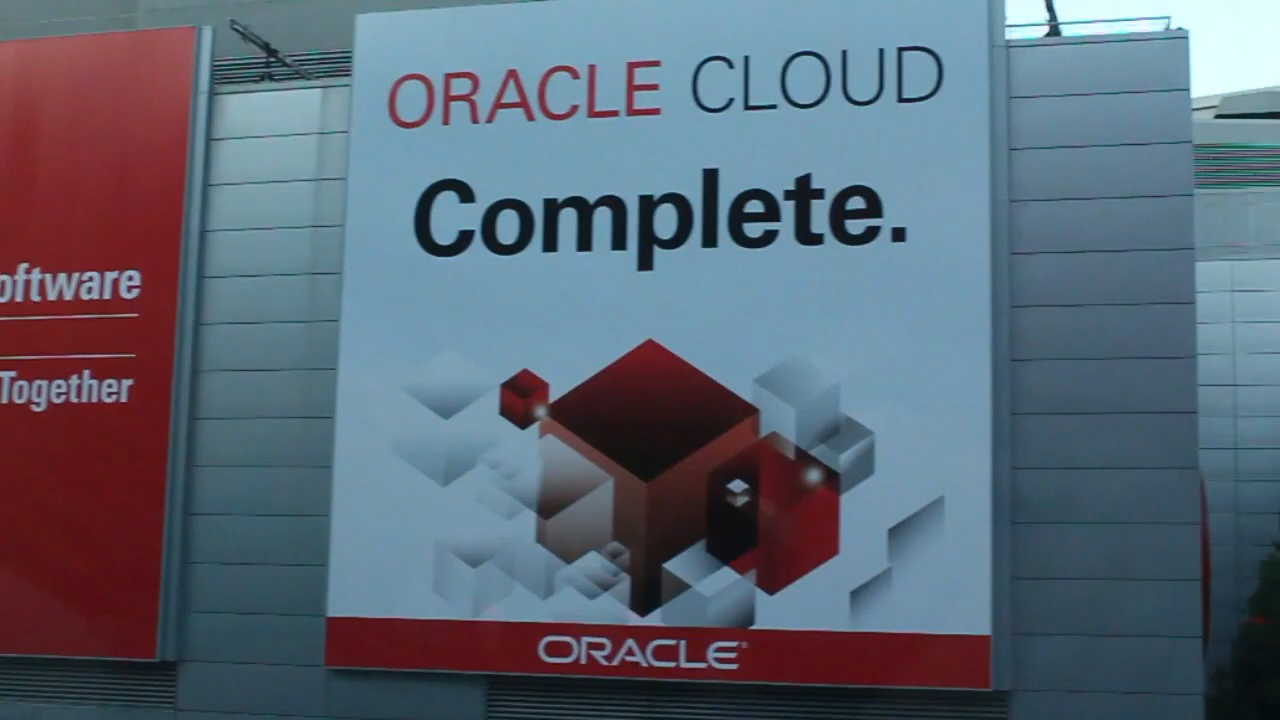 oftware
Together
ORACLE CLOUD
Complete.
ORACLE®